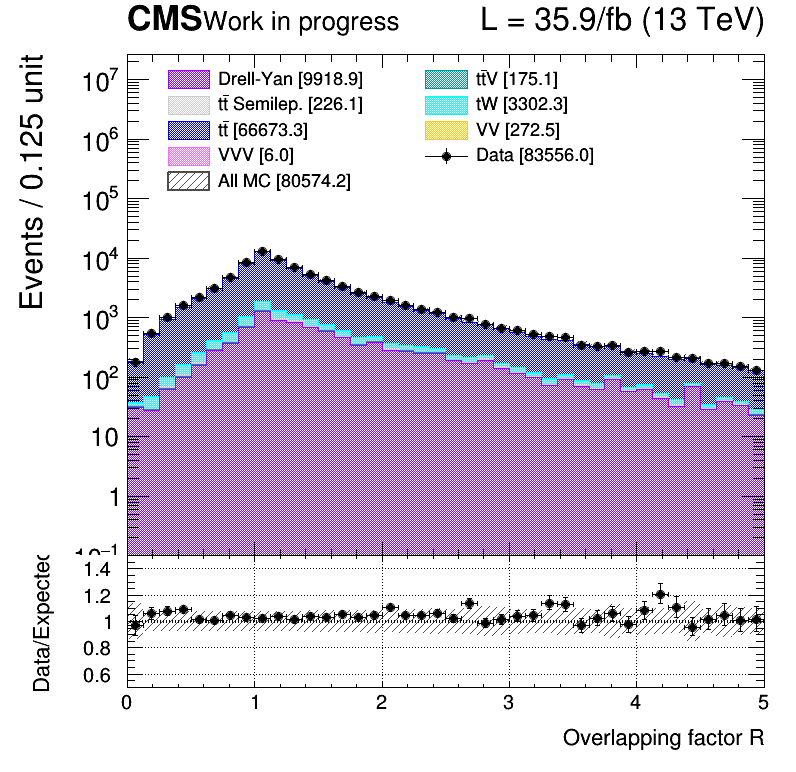 CMS Work in progress L = 35.9/fb (13 TeV)
Events / 0.125 unit
Drell-Yan [9918.9]
tt̄ Semilep. [226.1]
tt̄ [66673.3]
VVV [6.0]
All MC [80574.2]
tt̄V [175.1]
tW [3302.3]
VV [272.5]
Data [83556.0]
10⁷
10⁶
10⁵
10⁴
10³
10²
10
1
10⁻¹
Data/Expected
1.4
1.2
1
0.8
0.6
0 1 2 3 4 5
Overlapping factor R